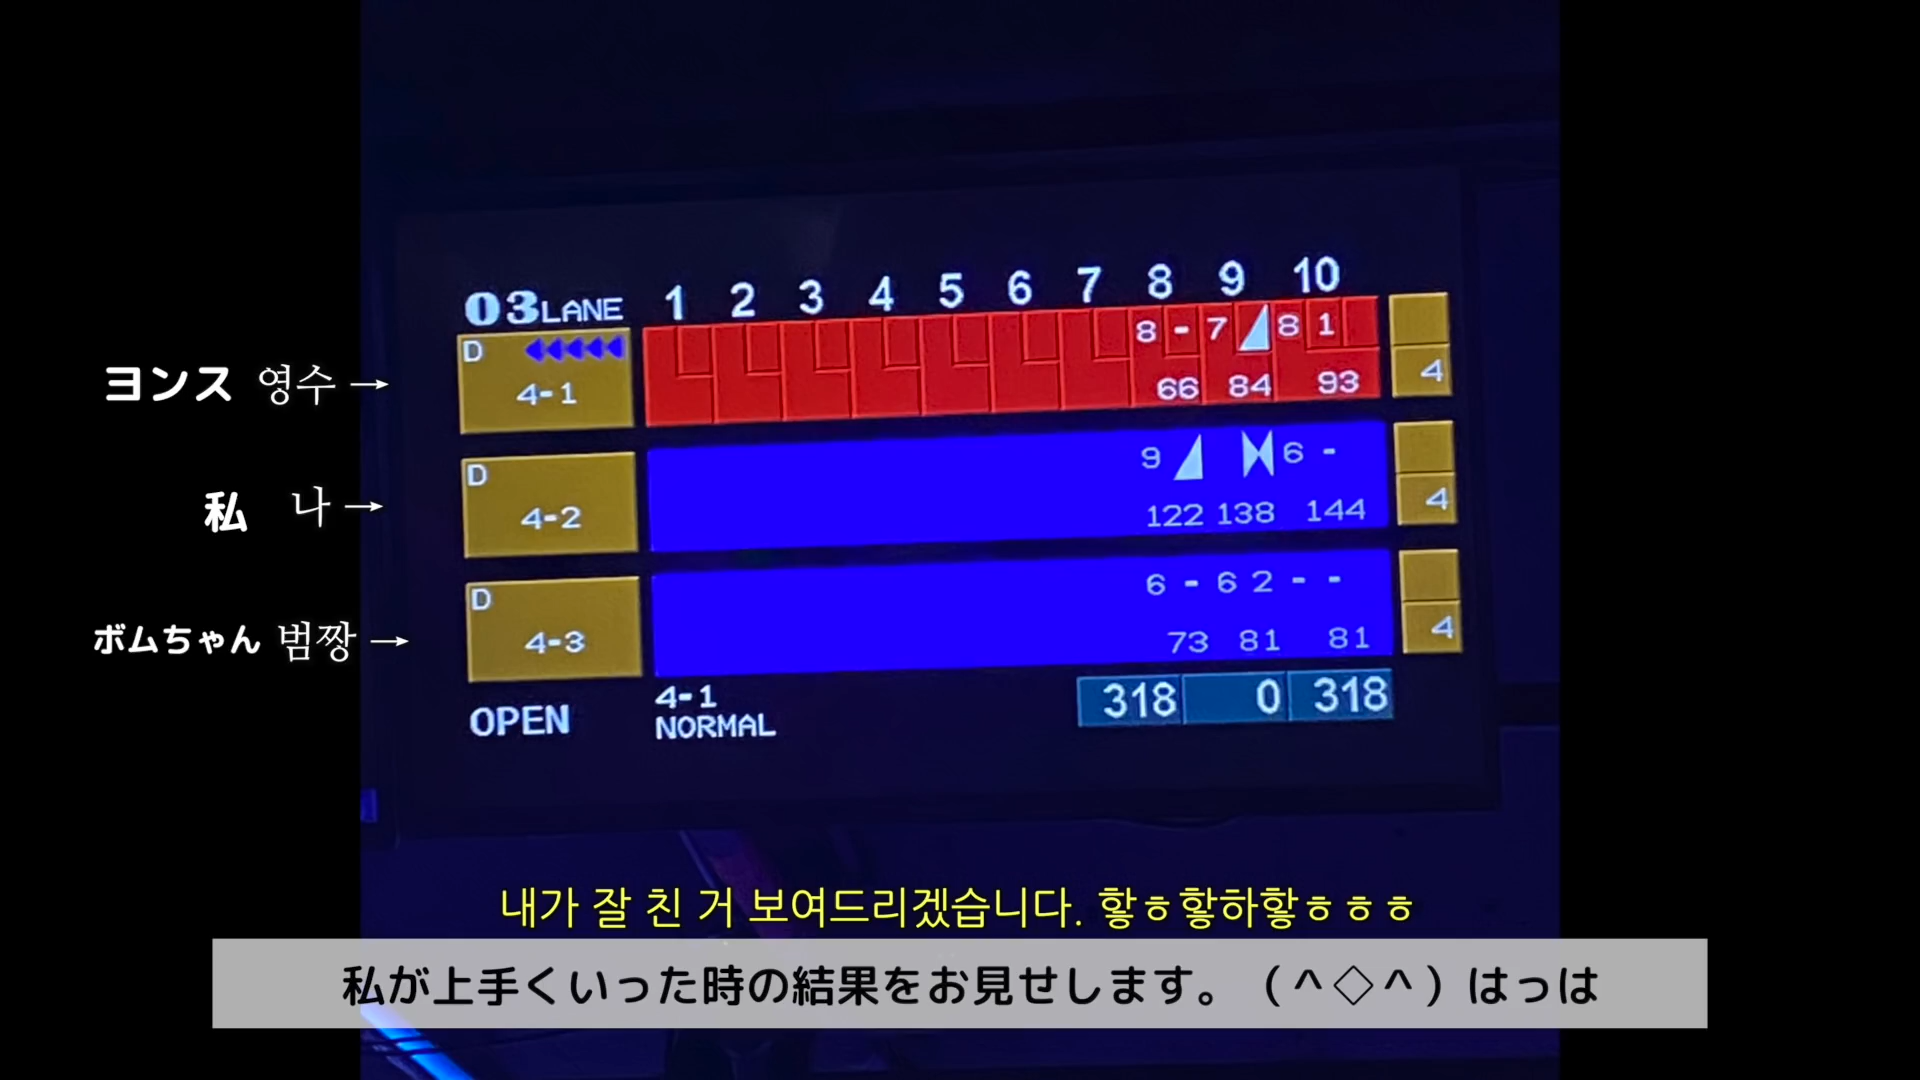 03 LANE 1 2 3 4 5 6 7 8 9 10
ヨンス 영수 →
D
4-1
8 - 7 8 1
66 84 93
4
私 나 →
D
4-2
9 6 -
122 138 144
4
ボムちゃん 범짱 →
D
4-3
6 - 6 2 - -
73 81 81
4
OPEN
4-1
NORMAL
318 0 318
내가 잘 친 거 보여드리겠습니다. 핳ㅎ핳하핳ㅎㅎㅎ
私が上手くいった時の結果をお見せします。（^◇^）はっは